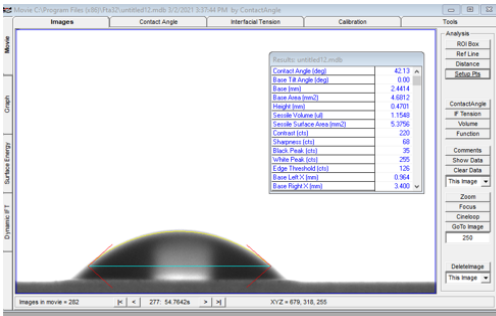 Movie C:\Program Files (x86)\Fta32\untitled12.mdb 3/2/2021 3:37:44 PM by ContactAngle
Images
Contact Angle
Interfacial Tension
Calibration
Tools
Movie
Graph
Surface Energy
Dynamic IFT
Results: untitled12.mdb
Contact Angle (deg) 42.13
Base Tilt Angle (deg) 0.00
Base (mm) 2.4414
Base Area (mm2) 4.6812
Height (mm) 0.4701
Sessile Volume (ul) 1.1548
Sessile Surface Area (mm2) 5.3756
Contrast (cts) 220
Sharpness (cts) 68
Black Peak (cts) 35
White Peak (cts) 255
Edge Threshold (cts) 126
Base Left X (mm) 0.964
Base Right X (mm) 3.400
Analysis
ROI Box
Ref Line
Distance
Setup Pts
ContactAngle
IF Tension
Volume
Function
Comments
Show Data
Clear Data
This Image
Zoom
Focus
Cineloop
GoTo Image
250
DeleteImage
This Image
Images in movie = 282
|< < 277: 54.7642s > >|
XYZ = 679, 318, 255